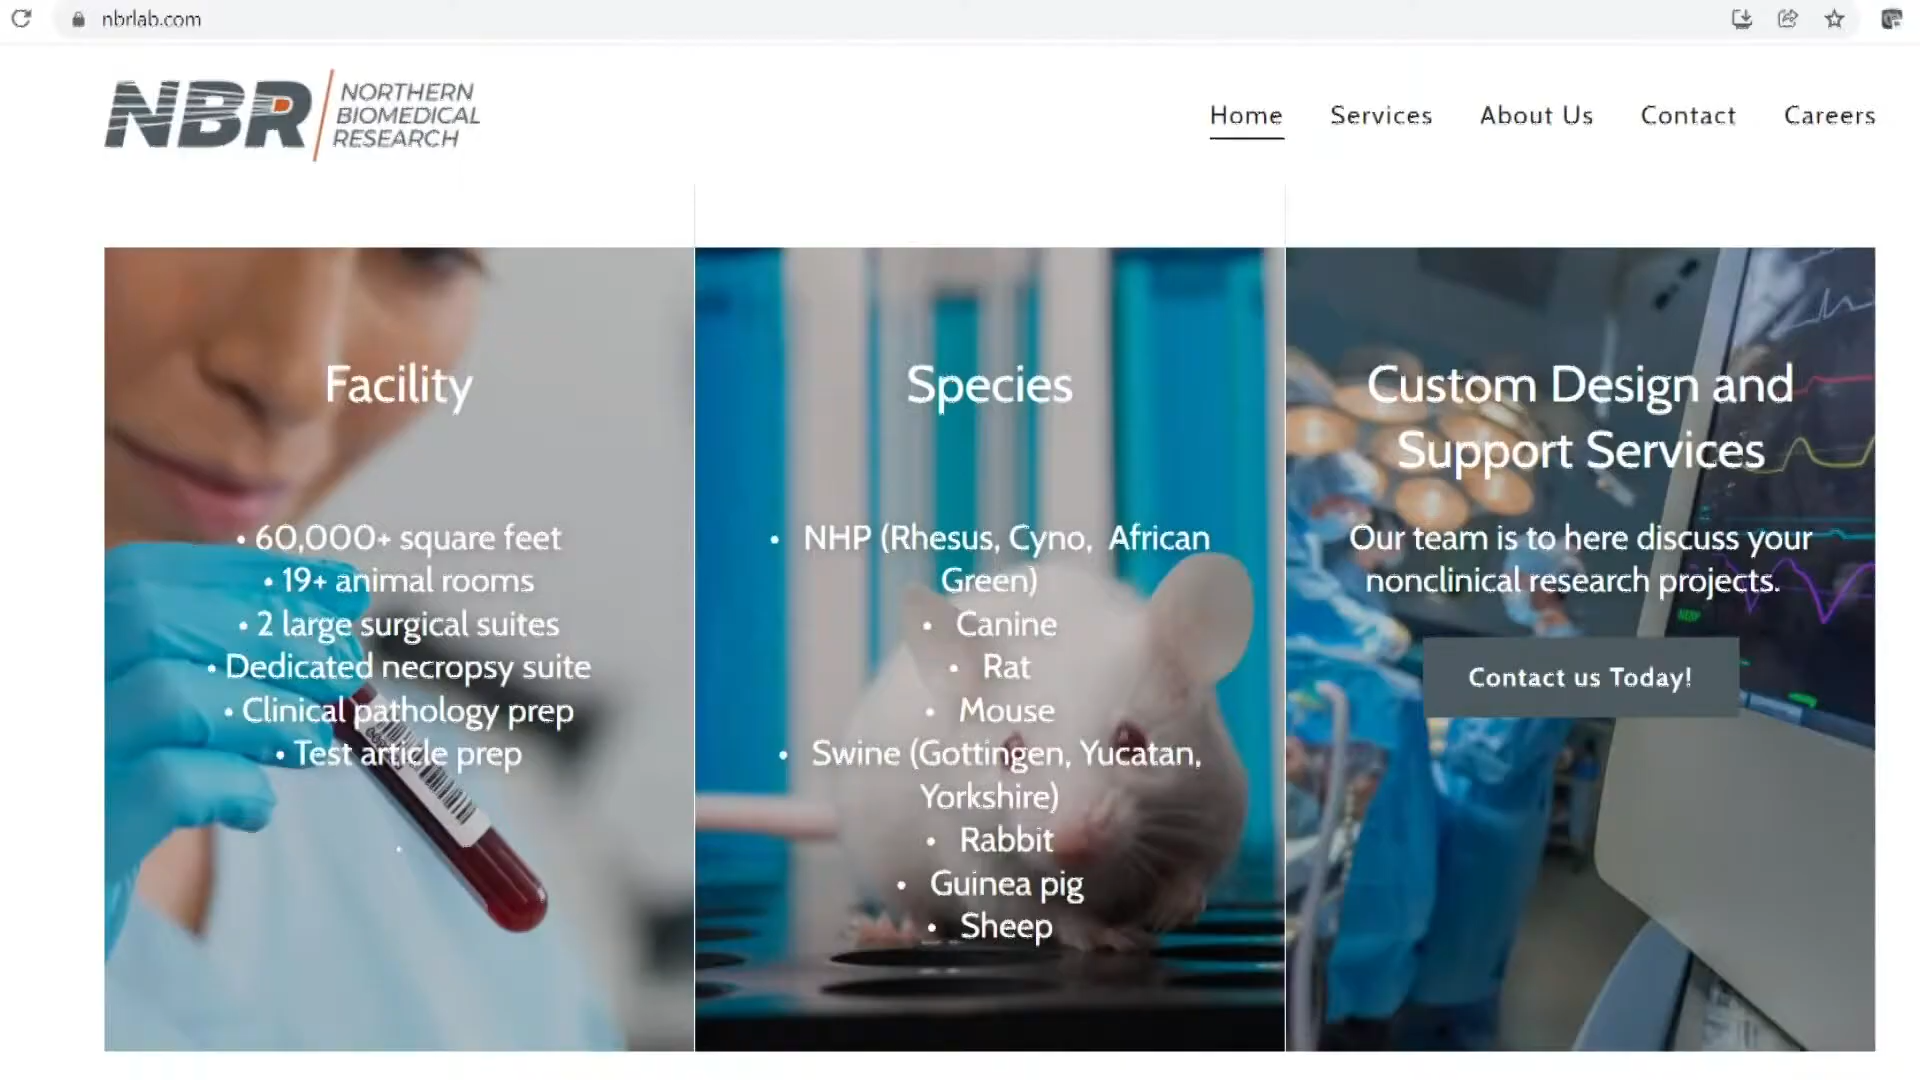 nbrlab.com
NBR
NORTHERN
BIOMEDICAL
RESEARCH
Home
Services
About Us
Contact
Careers
Facility
• 60,000+ square feet
• 19+ animal rooms
• 2 large surgical suites
• Dedicated necropsy suite
• Clinical pathology prep
• Test article prep
•
Species
• NHP (Rhesus, Cyno, African
Green)
• Canine
• Rat
• Mouse
• Swine (Gottingen, Yucatan,
Yorkshire)
• Rabbit
• Guinea pig
• Sheep
Custom Design and
Support Services
Our team is to here discuss your
nonclinical research projects.
Contact us Today!